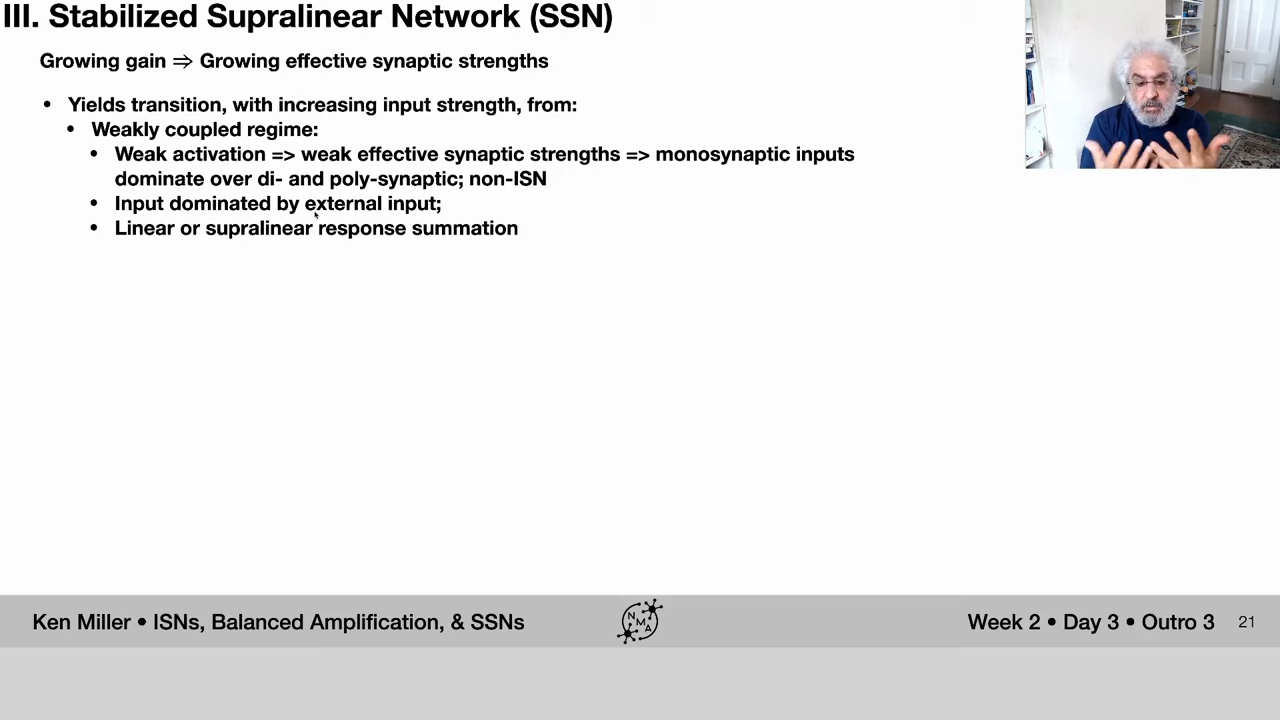 III. Stabilized Supralinear Network (SSN)
Growing gain ⇒ Growing effective synaptic strengths
• Yields transition, with increasing input strength, from:
• Weakly coupled regime:
• Weak activation => weak effective synaptic strengths => monosynaptic inputs
dominate over di- and poly-synaptic; non-ISN
• Input dominated by external input;
• Linear or supralinear response summation
Ken Miller • ISNs, Balanced Amplification, & SSNs
NMA
Week 2 • Day 3 • Outro 3 21